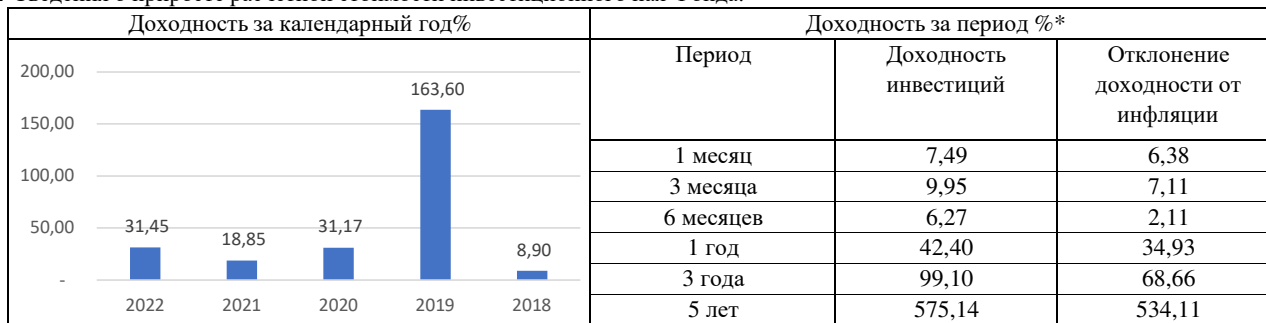 Доходность за календарный год%
200,00
150,00
100,00
50,00
-
31,45
18,85
31,17
163,60
8,90
2022 2021 2020 2019 2018
Доходность за период %*
Период Доходность инвестиций Отклонение доходности от инфляции
1 месяц 7,49 6,38
3 месяца 9,95 7,11
6 месяцев 6,27 2,11
1 год 42,40 34,93
3 года 99,10 68,66
5 лет 575,14 534,11